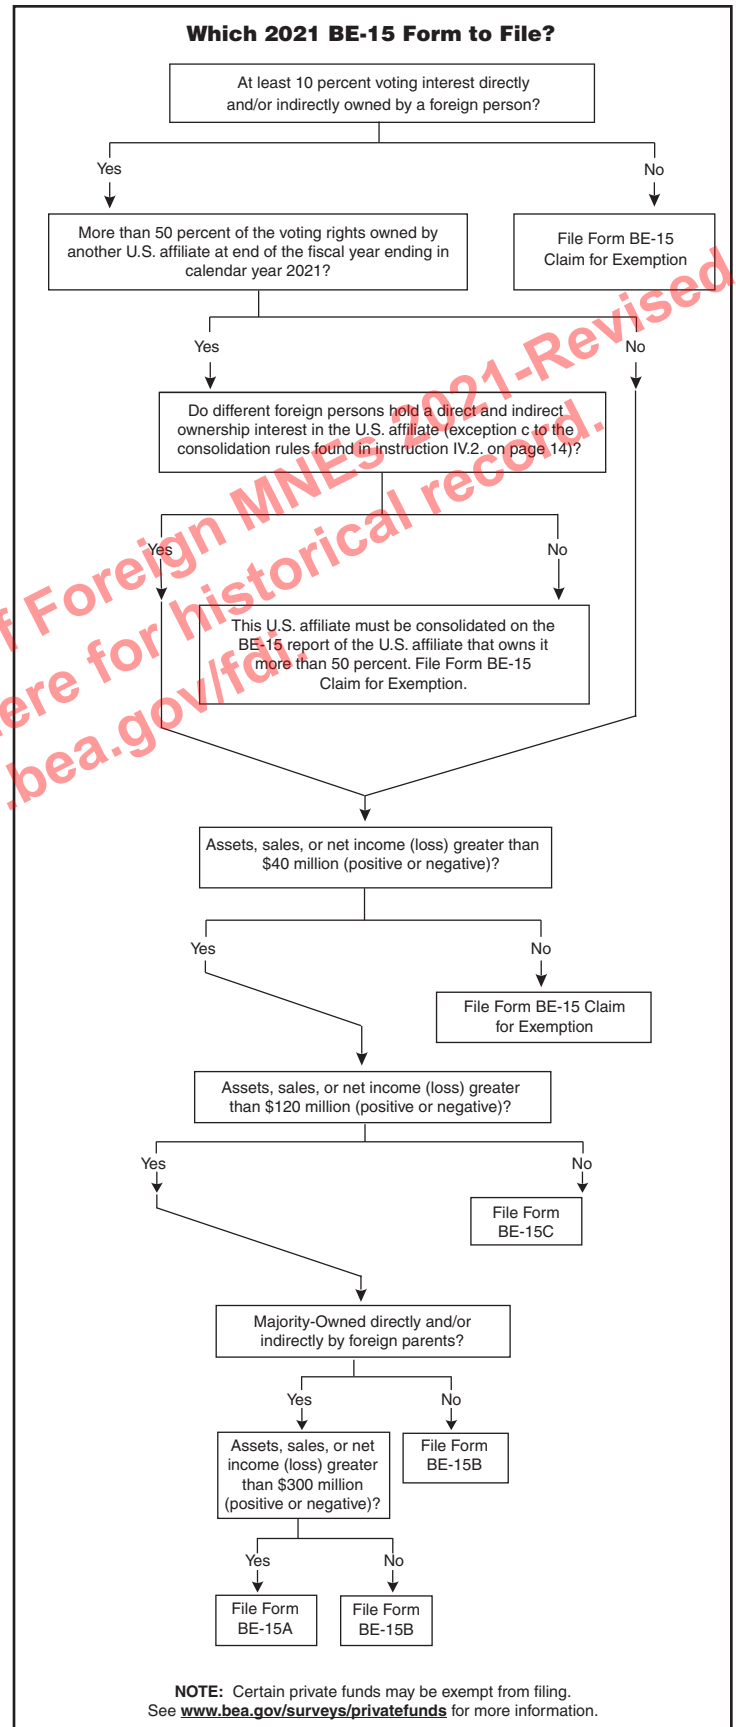 Which 2021 BE-15 Form to File?
At least 10 percent voting interest directly
and/or indirectly owned by a foreign person?
Yes
No
More than 50 percent of the voting rights owned by
another U.S. affiliate at end of the fiscal year ending in
calendar year 2021?
File Form BE-15
Claim for Exemption
Yes
No
Do different foreign persons hold a direct and indirect
ownership interest in the U.S. affiliate (exception c to the
consolidation rules found in instruction IV.2. on page 14)?
Yes
No
This U.S. affiliate must be consolidated on the
BE-15 report of the U.S. affiliate that owns it
more than 50 percent. File Form BE-15
Claim for Exemption.
f Foreign MNEs 2021-Revised
ere for historical record.
.bea.gov/fdi.
Assets, sales, or net income (loss) greater than
$40 million (positive or negative)?
Yes
No
File Form BE-15 Claim
for Exemption
Assets, sales, or net income (loss) greater
than $120 million (positive or negative)?
Yes
No
File Form
BE-15C
Majority-Owned directly and/or
indirectly by foreign parents?
Yes
No
Assets, sales, or net
income (loss) greater
than $300 million
(positive or negative)?
File Form
BE-15B
Yes
No
File Form
BE-15A
File Form
BE-15B
NOTE: Certain private funds may be exempt from filing.
See www.bea.gov/surveys/privatefunds for more information.